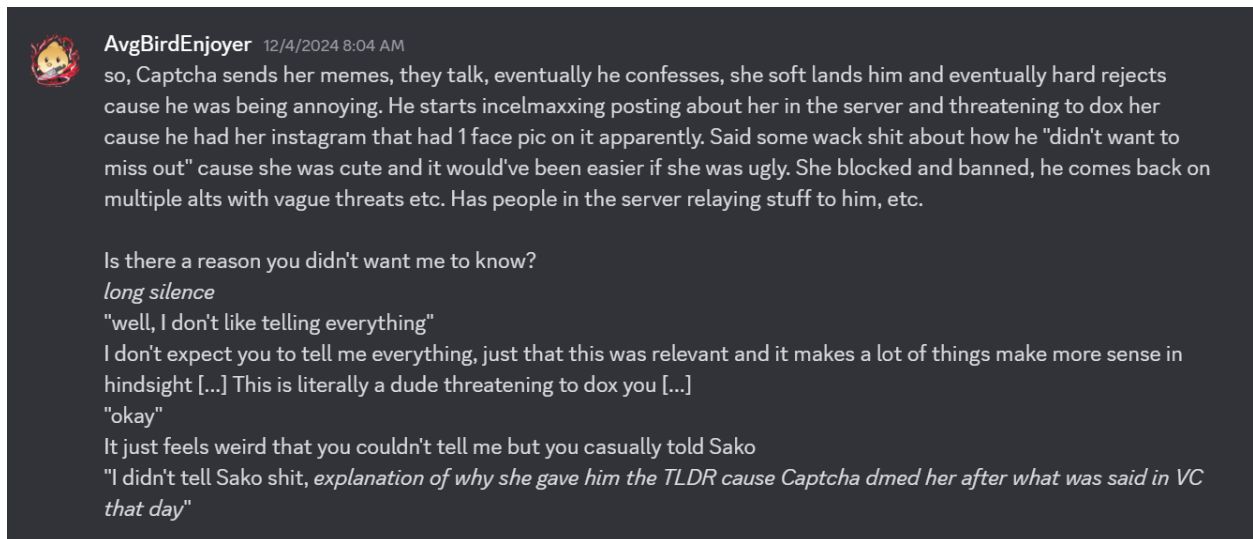 AvgBirdEnjoyer 12/4/2024 8:04 AM
so, Captcha sends her memes, they talk, eventually he confesses, she soft lands him and eventually hard rejects
cause he was being annoying. He starts incelmaxxing posting about her in the server and threatening to dox her
cause he had her instagram that had 1 face pic on it apparently. Said some wack shit about how he "didn't want to
miss out" cause she was cute and it would've been easier if she was ugly. She blocked and banned, he comes back on
multiple alts with vague threats etc. Has people in the server relaying stuff to him, etc.
Is there a reason you didn't want me to know?
long silence
"well, I don't like telling everything"
I don't expect you to tell me everything, just that this was relevant and it makes a lot of things make more sense in
hindsight [...] This is literally a dude threatening to dox you [...]
"okay"
It just feels weird that you couldn't tell me but you casually told Sako
"I didn't tell Sako shit, explanation of why she gave him the TLDR cause Captcha dmed her after what was said in VC
that day"